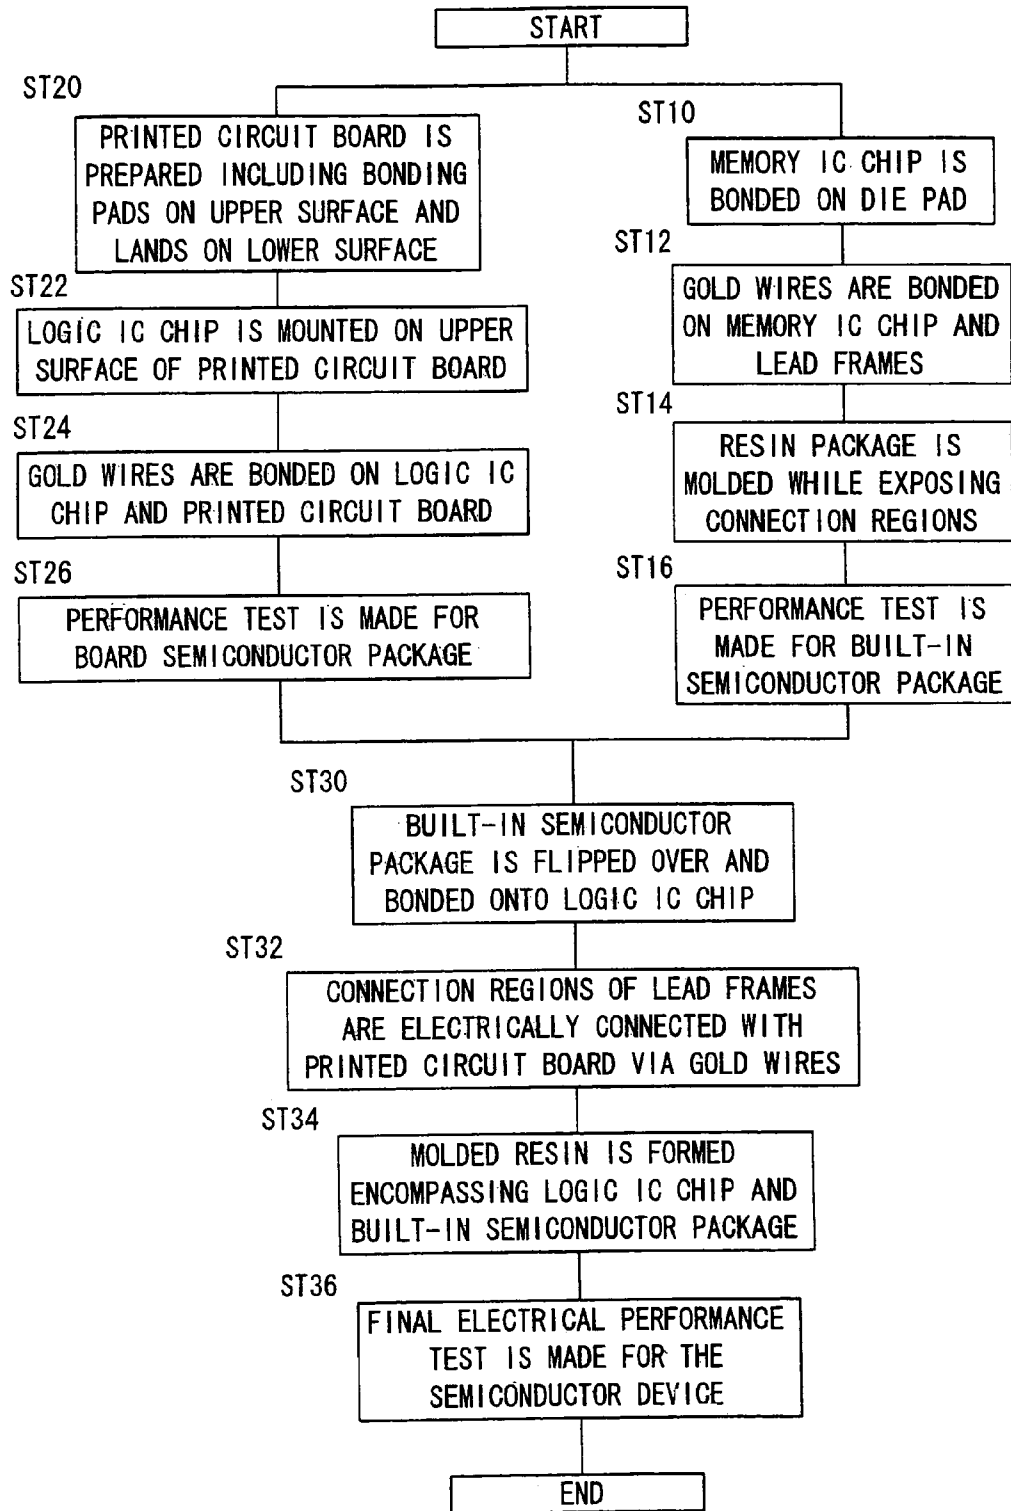 START
ST20
PRINTED CIRCUIT BOARD IS
PREPARED INCLUDING BONDING
PADS ON UPPER SURFACE AND
LANDS ON LOWER SURFACE
ST22
LOGIC IC CHIP IS MOUNTED ON UPPER
SURFACE OF PRINTED CIRCUIT BOARD
ST24
GOLD WIRES ARE BONDED ON LOGIC IC
CHIP AND PRINTED CIRCUIT BOARD
ST26
PERFORMANCE TEST IS MADE FOR
BOARD SEMICONDUCTOR PACKAGE
ST10
MEMORY IC CHIP IS
BONDED ON DIE PAD
ST12
GOLD WIRES ARE BONDED
ON MEMORY IC CHIP AND
LEAD FRAMES
ST14
RESIN PACKAGE IS
MOLDED WHILE EXPOSING
CONNECTION REGIONS
ST16
PERFORMANCE TEST IS
MADE FOR BUILT-IN
SEMICONDUCTOR PACKAGE
ST30
BUILT-IN SEMICONDUCTOR
PACKAGE IS FLIPPED OVER AND
BONDED ONTO LOGIC IC CHIP
ST32
CONNECTION REGIONS OF LEAD FRAMES
ARE ELECTRICALLY CONNECTED WITH
PRINTED CIRCUIT BOARD VIA GOLD WIRES
ST34
MOLDED RESIN IS FORMED
ENCOMPASSING LOGIC IC CHIP AND
BUILT-IN SEMICONDUCTOR PACKAGE
ST36
FINAL ELECTRICAL PERFORMANCE
TEST IS MADE FOR THE
SEMICONDUCTOR DEVICE
END